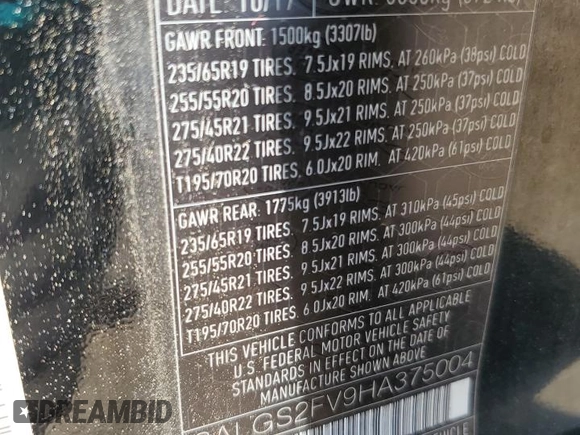 DATE: 10/17
GAWR FRONT: 1500kg (3307lb)
235/65R19 TIRES. 7.5Jx19 RIMS. AT 260kPa (38psi) COLD
255/55R20 TIRES. 8.5Jx20 RIMS. AT 250kPa (37psi) COLD
275/45R21 TIRES. 9.5Jx21 RIMS. AT 250kPa (37psi) COLD
275/40R22 TIRES. 9.5Jx22 RIMS. AT 250kPa (37psi) COLD
T195/70R20 TIRES. 6.0Jx20 RIM. AT 420kPa (61psi) COLD
GAWR REAR: 1775kg (3913lb)
235/65R19 TIRES. 7.5Jx19 RIMS. AT 310kPa (45psi) COLD
255/55R20 TIRES. 8.5Jx20 RIMS. AT 300kPa (44psi) COLD
275/45R21 TIRES. 9.5Jx21 RIMS. AT 300kPa (44psi) COLD
275/40R22 TIRES. 9.5Jx22 RIMS. AT 300kPa (44psi) COLD
T195/70R20 TIRES. 6.0Jx20 RIM. AT 420kPa (61psi) COLD
THIS VEHICLE CONFORMS TO ALL APPLICABLE
U.S. FEDERAL MOTOR VEHICLE SAFETY
STANDARDS IN EFFECT ON THE DATE OF
MANUFACTURE SHOWN ABOVE.
SALGS2FV9HA375004
VEHICLE
AUTOBIDMASTER